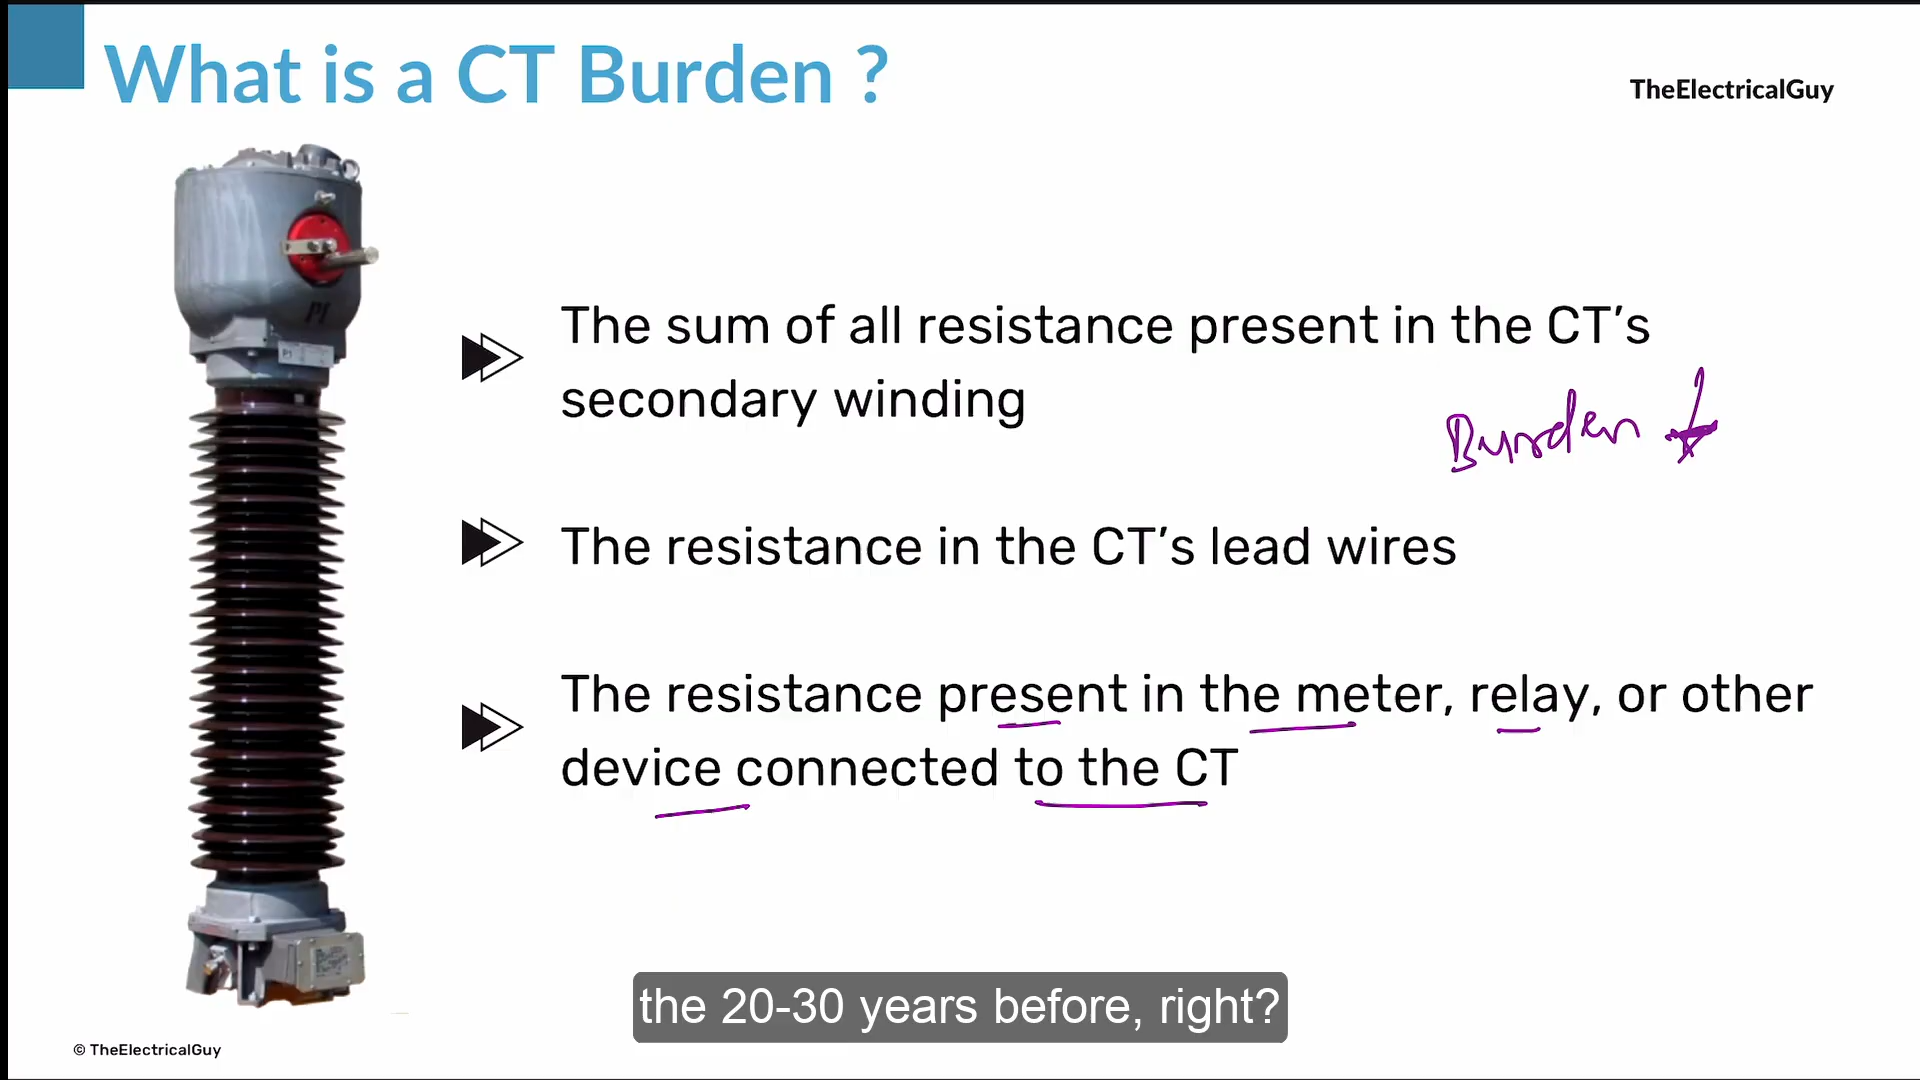 What is a CT Burden ?
TheElectricalGuy
The sum of all resistance present in the CT’s
secondary winding
Burden ↓
The resistance in the CT’s lead wires
The resistance present in the meter, relay, or other
device connected to the CT
P1
P1
the 20-30 years before, right?
© TheElectricalGuy